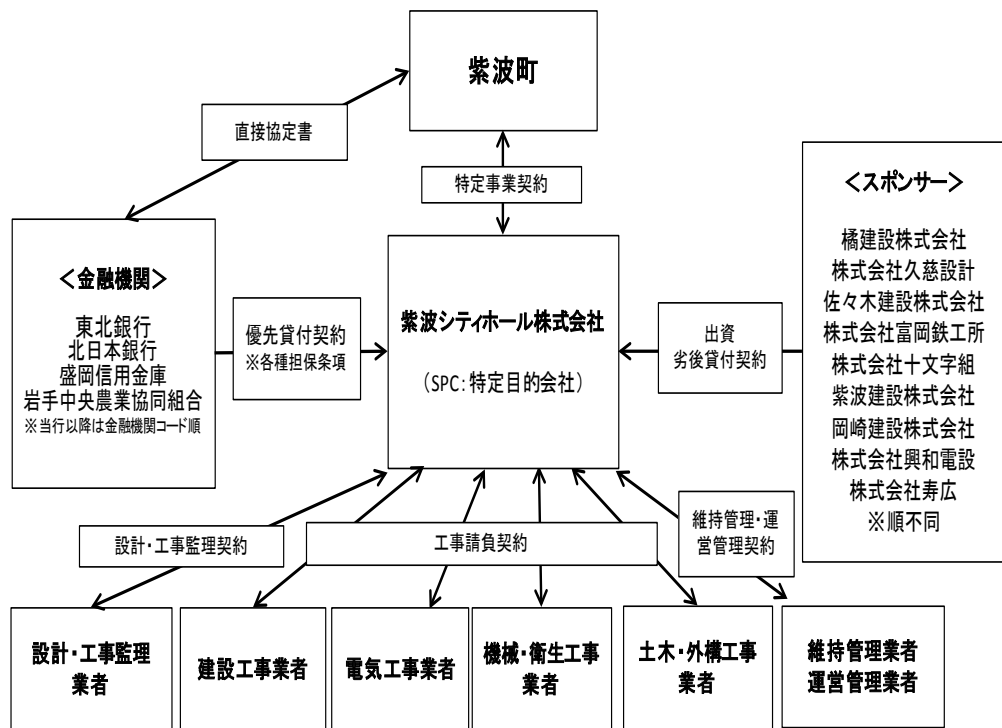 紫波町
直接協定書
特定事業契約
＜スポンサー＞
橘建設株式会社
株式会社久慈設計
佐々木建設株式会社
株式会社富岡鉄工所
株式会社十文字組
紫波建設株式会社
岡崎建設株式会社
株式会社興和電設
株式会社寿広
※順不同
＜金融機関＞
東北銀行
北日本銀行
盛岡信用金庫
岩手中央農業協同組合
※当行以降は金融機関コード順
優先貸付契約
※各種担保条項
紫波シティホール株式会社
（SPC：特定目的会社）
出資
劣後貸付契約
設計・工事監理契約
工事請負契約
維持管理・運
営管理契約
設計・工事監理
業者
建設工事業者
電気工事業者
機械・衛生工事
業者
土木・外構工事
業者
維持管理業者
運営管理業者